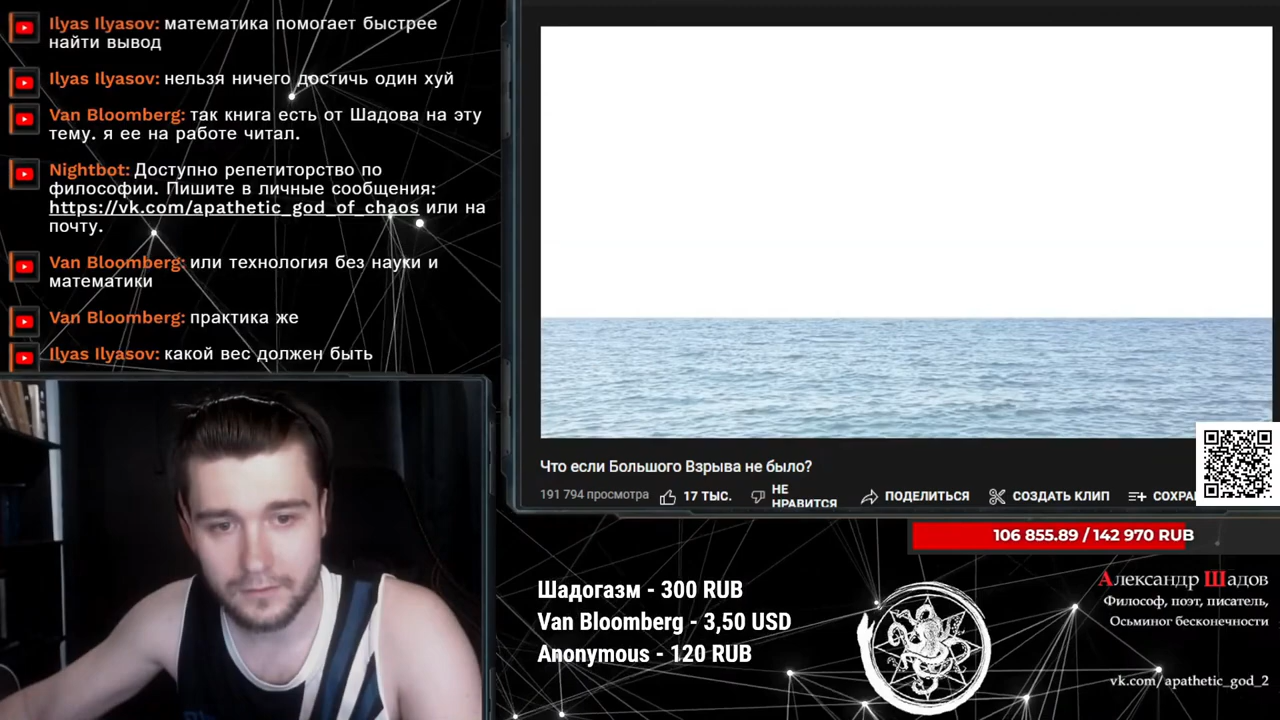 Ilyas Ilyasov: математика помогает быстрее
найти вывод
Ilyas Ilyasov: нельзя ничего достичь один хуй
Van Bloomberg: так книга есть от Шадова на эту
тему. я ее на работе читал.
Nightbot: Доступно репетиторство по
философии. Пишите в личные сообщения:
https://vk.com/apathetic_god_of_chaos или на
почту.
Van Bloomberg: или технология без науки и
математики
Van Bloomberg: практика же
Ilyas Ilyasov: какой вес должен быть
Что если Большого Взрыва не было?
191 794 просмотра
17 ТЫС.
НЕ
НРАВИТСЯ
ПОДЕЛИТЬСЯ
СОЗДАТЬ КЛИП
СОХРА
106 855.89 / 142 970 RUB
Шадогазм - 300 RUB
Van Bloomberg - 3,50 USD
Anonymous - 120 RUB
Александр Шадов
Философ, поэт, писатель,
Осьминог бесконечности
vk.com/apathetic_god_2